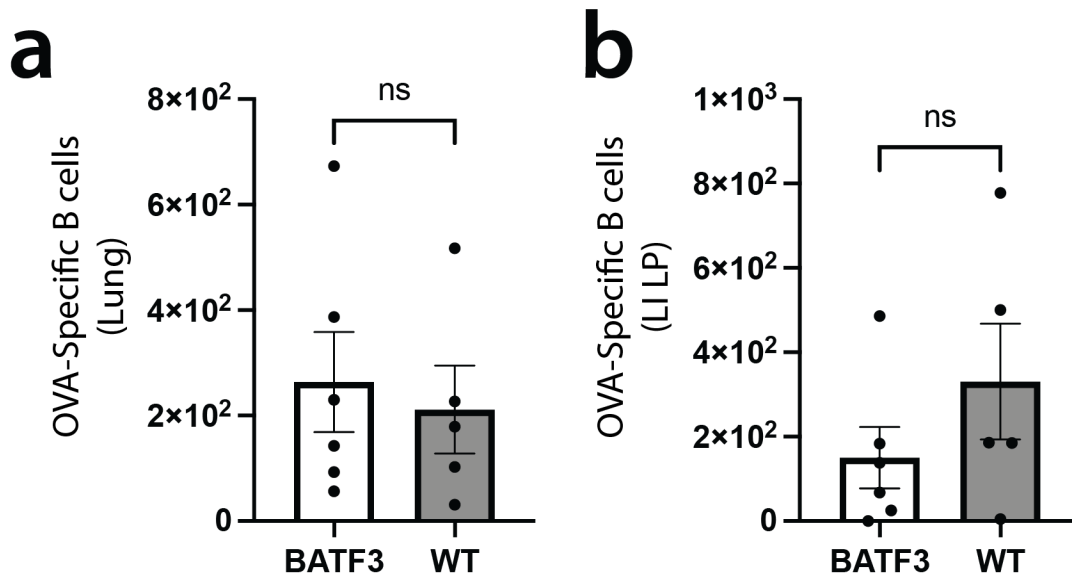 a
OVA-Specific B cells
(Lung)
8×10²
6×10²
4×10²
2×10²
0
ns
BATF3 WT
b
OVA-Specific B cells
(LI LP)
1×10³
8×10²
6×10²
4×10²
2×10²
0
ns
BATF3 WT